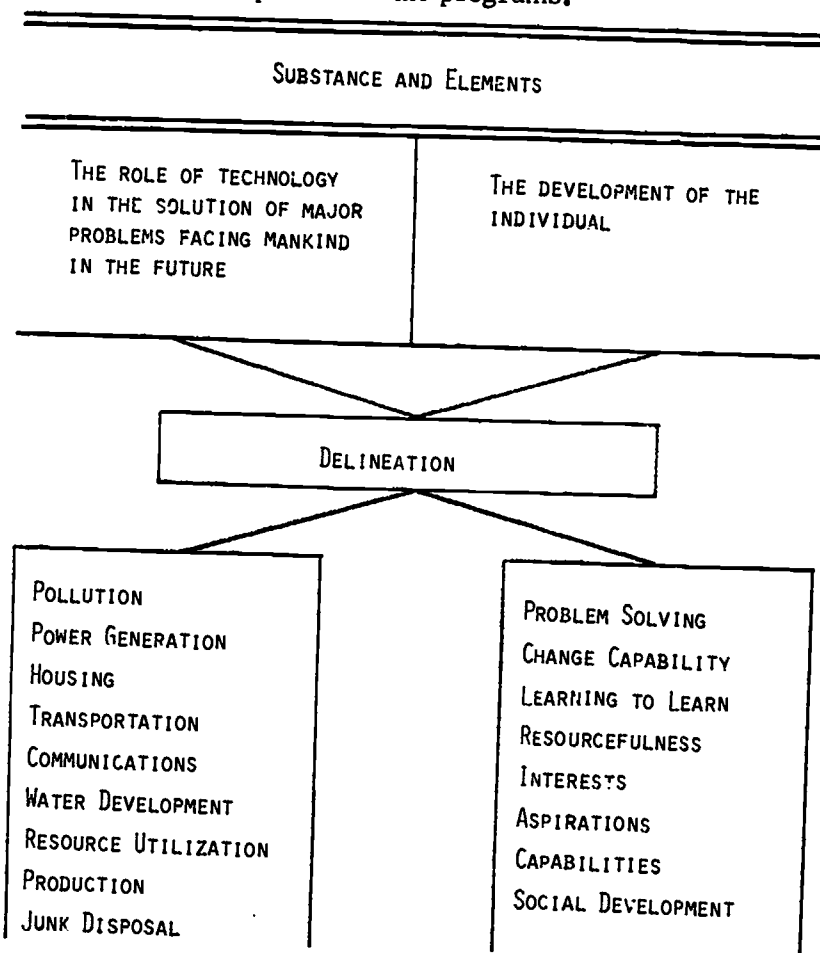 programs.
SUBSTANCE AND ELEMENTS
THE ROLE OF TECHNOLOGY
IN THE SOLUTION OF MAJOR
PROBLEMS FACING MANKIND
IN THE FUTURE
THE DEVELOPMENT OF THE
INDIVIDUAL
DELINEATION
POLLUTION
POWER GENERATION
HOUSING
TRANSPORTATION
COMMUNICATIONS
WATER DEVELOPMENT
RESOURCE UTILIZATION
PRODUCTION
JUNK DISPOSAL
PROBLEM SOLVING
CHANGE CAPABILITY
LEARNING TO LEARN
RESOURCEFULNESS
INTERESTS
ASPIRATIONS
CAPABILITIES
SOCIAL DEVELOPMENT